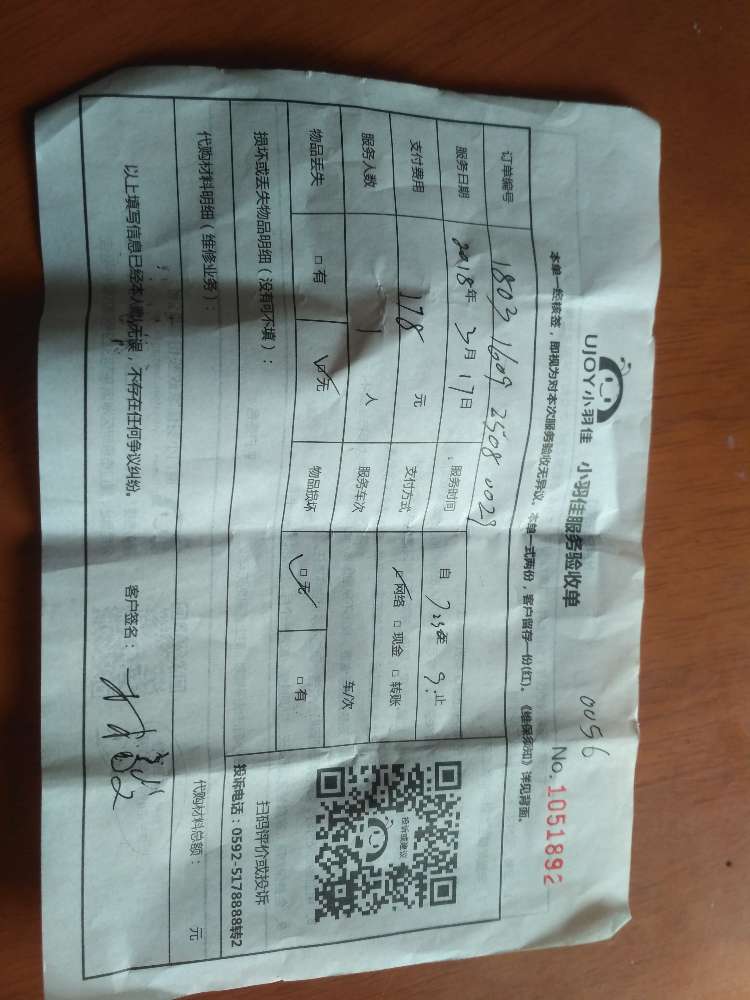 0056
UJOY小羽佳 小羽佳服务验收单 No.1051892
本单一经核签，即视为对本次服务验收无异议。本单一式两份，客户留存一份(红)。《维保须知》详见背面。
订单编号 1803 1609 2508 0029
服务日期 2018年 3月 17日 服务时间 自 至 9: 止
支付费用 178 元 支付方式 网络 □ 现金 □ 转账
服务人数 1 人 服务车次 车/次
物品丢失 □ 有 □ 无 物品损坏 □ 无 □ 有
投诉或建议
扫码评价或投诉
投诉电话：0592-5178888转2
损坏或丢失物品明细（没有可不填）：
代购材料明细（维修业务）： 代购材料总额： 元
以上填写信息已经本人确认无误，不存在任何争议纠纷。 客户签名：